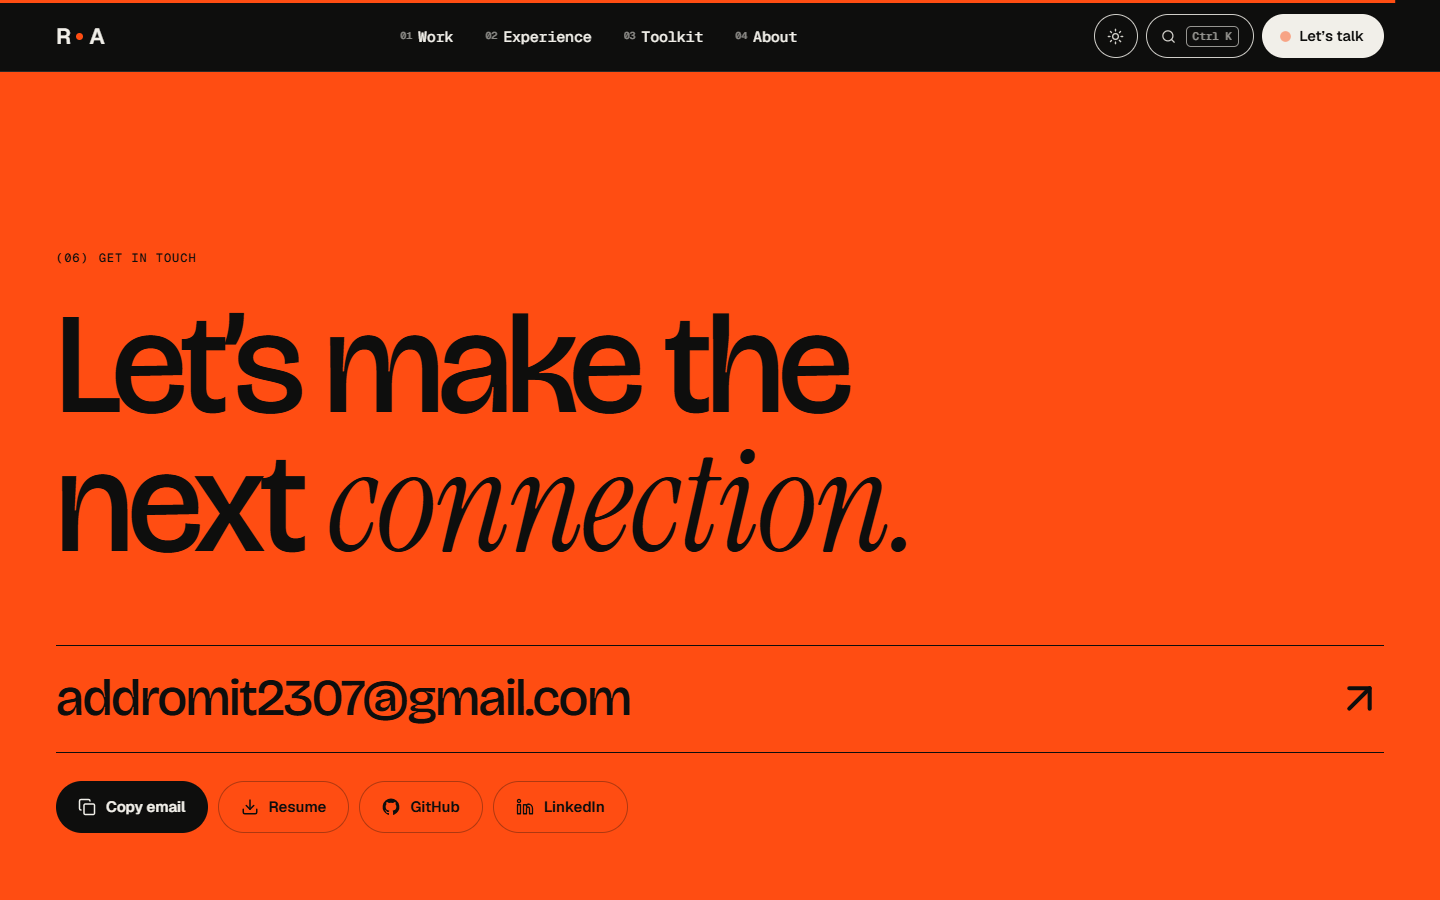 R•A
01 Work
02 Experience
03 Toolkit
04 About
Ctrl K
Let’s talk
(06) GET IN TOUCH
Let’s make the
next connection.
addromit2307@gmail.com
Copy email
Resume
GitHub
LinkedIn